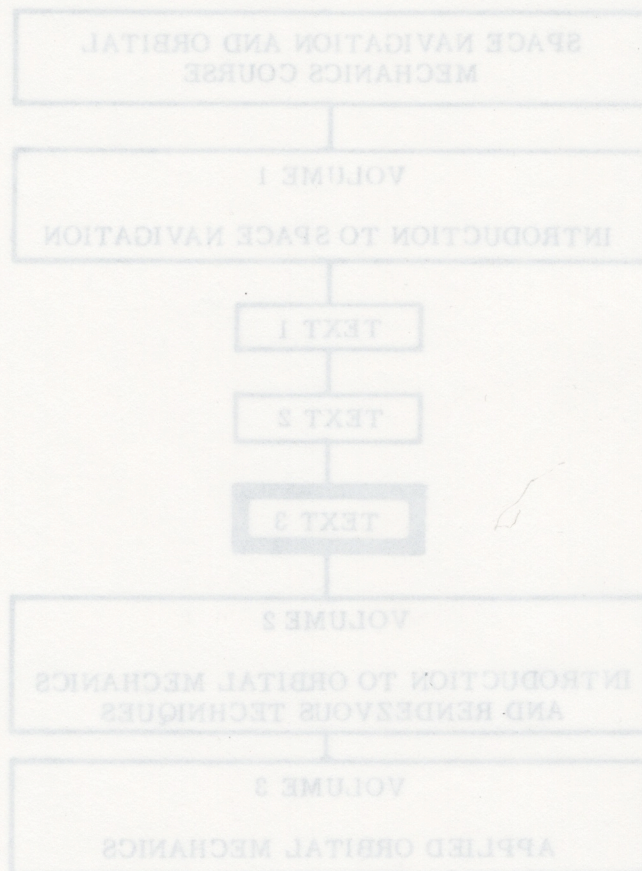 SPACE NAVIGATION AND ORBITAL
MECHANICS COURSE
VOLUME 1
INTRODUCTION TO SPACE NAVIGATION
TEXT 1
TEXT 2
TEXT 3
VOLUME 2
INTRODUCTION TO ORBITAL MECHANICS
AND RENDEZVOUS TECHNIQUES
VOLUME 3
APPLIED ORBITAL MECHANICS